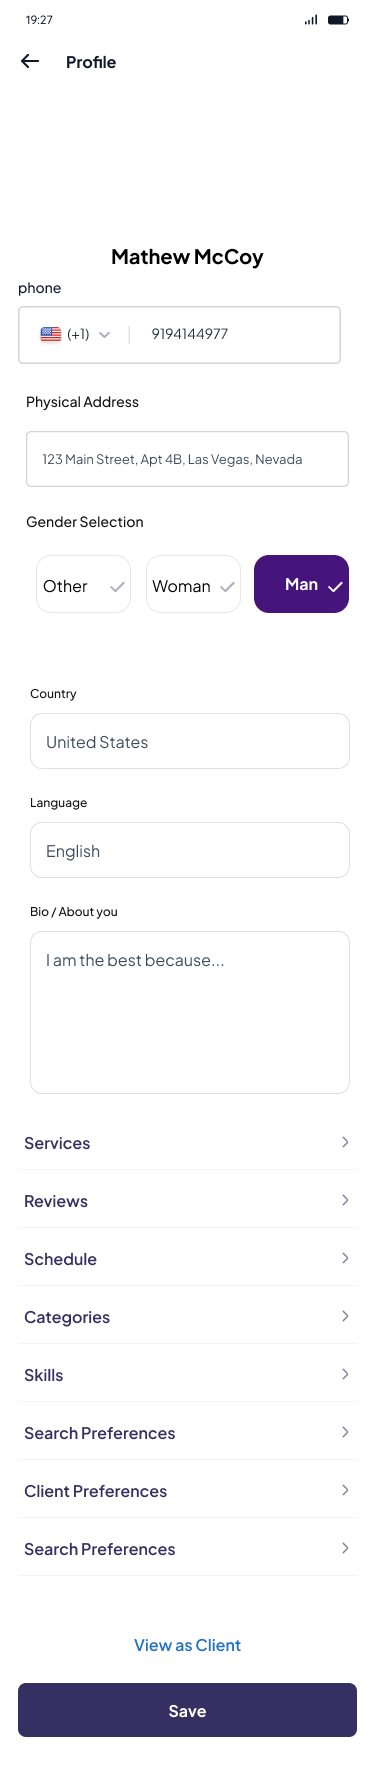 19:27
Profile
Mathew McCoy
phone
(+1) 9194144977
Physical Address
123 Main Street, Apt 4B, Las Vegas, Nevada
Gender Selection
Other Woman Man
Country
United States
Language
English
Bio / About you
I am the best because...
Services
Reviews
Schedule
Categories
Skills
Search Preferences
Client Preferences
Search Preferences
View as Client
Save